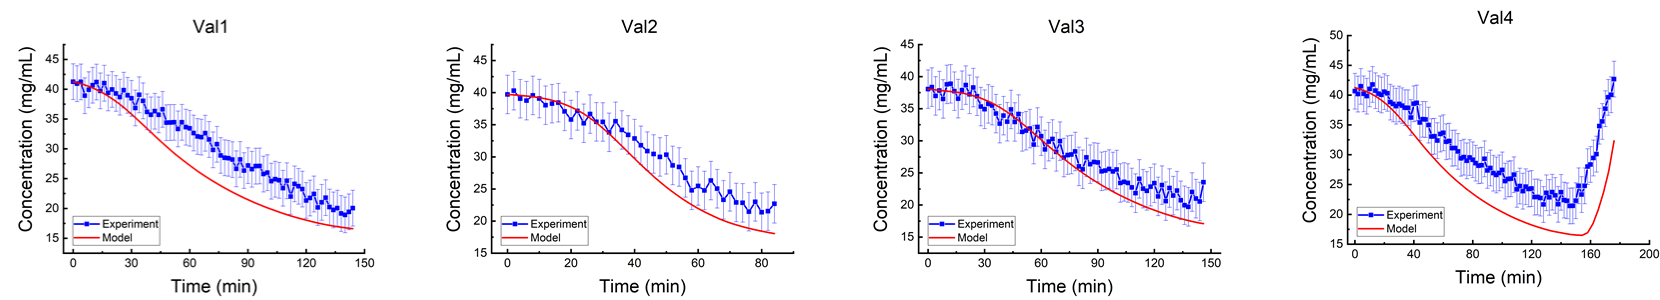 Val1
Concentration (mg/mL)
45
40
35
30
25
20
15
Experiment
Model
0 30 60 90 120 150
Time (min)
Val2
Concentration (mg/mL)
45
40
35
30
25
20
15
Experiment
Model
0 20 40 60 80
Time (min)
Val3
Concentration (mg/mL)
45
40
35
30
25
20
15
Experiment
Model
0 30 60 90 120 150
Time (min)
Val4
Concentration (mg/mL)
50
45
40
35
30
25
20
15
Experiment
Model
0 40 80 120 160 200
Time (min)